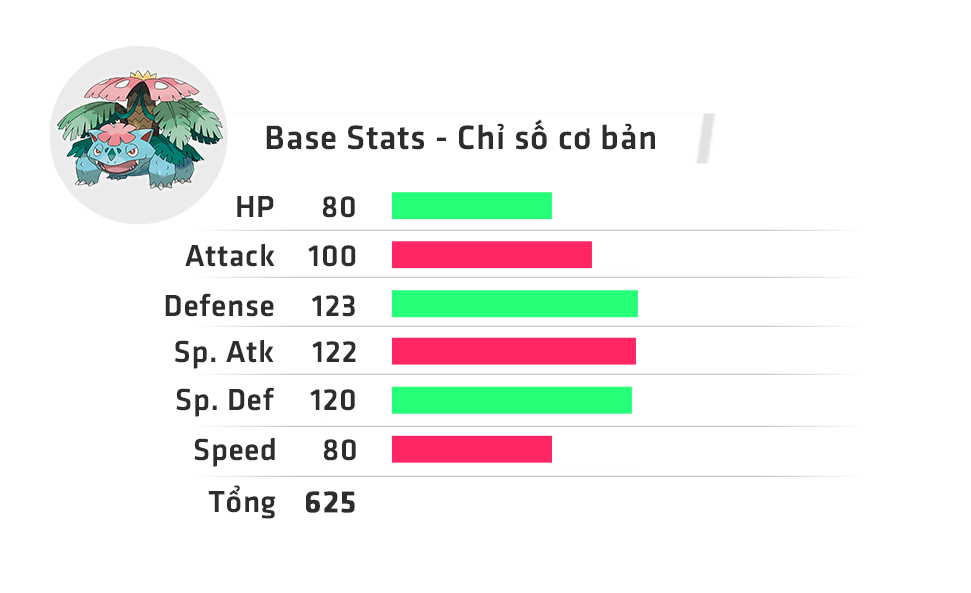 Base Stats - Chỉ số cơ bản
HP 80
Attack 100
Defense 123
Sp. Atk 122
Sp. Def 120
Speed 80
Tổng 625